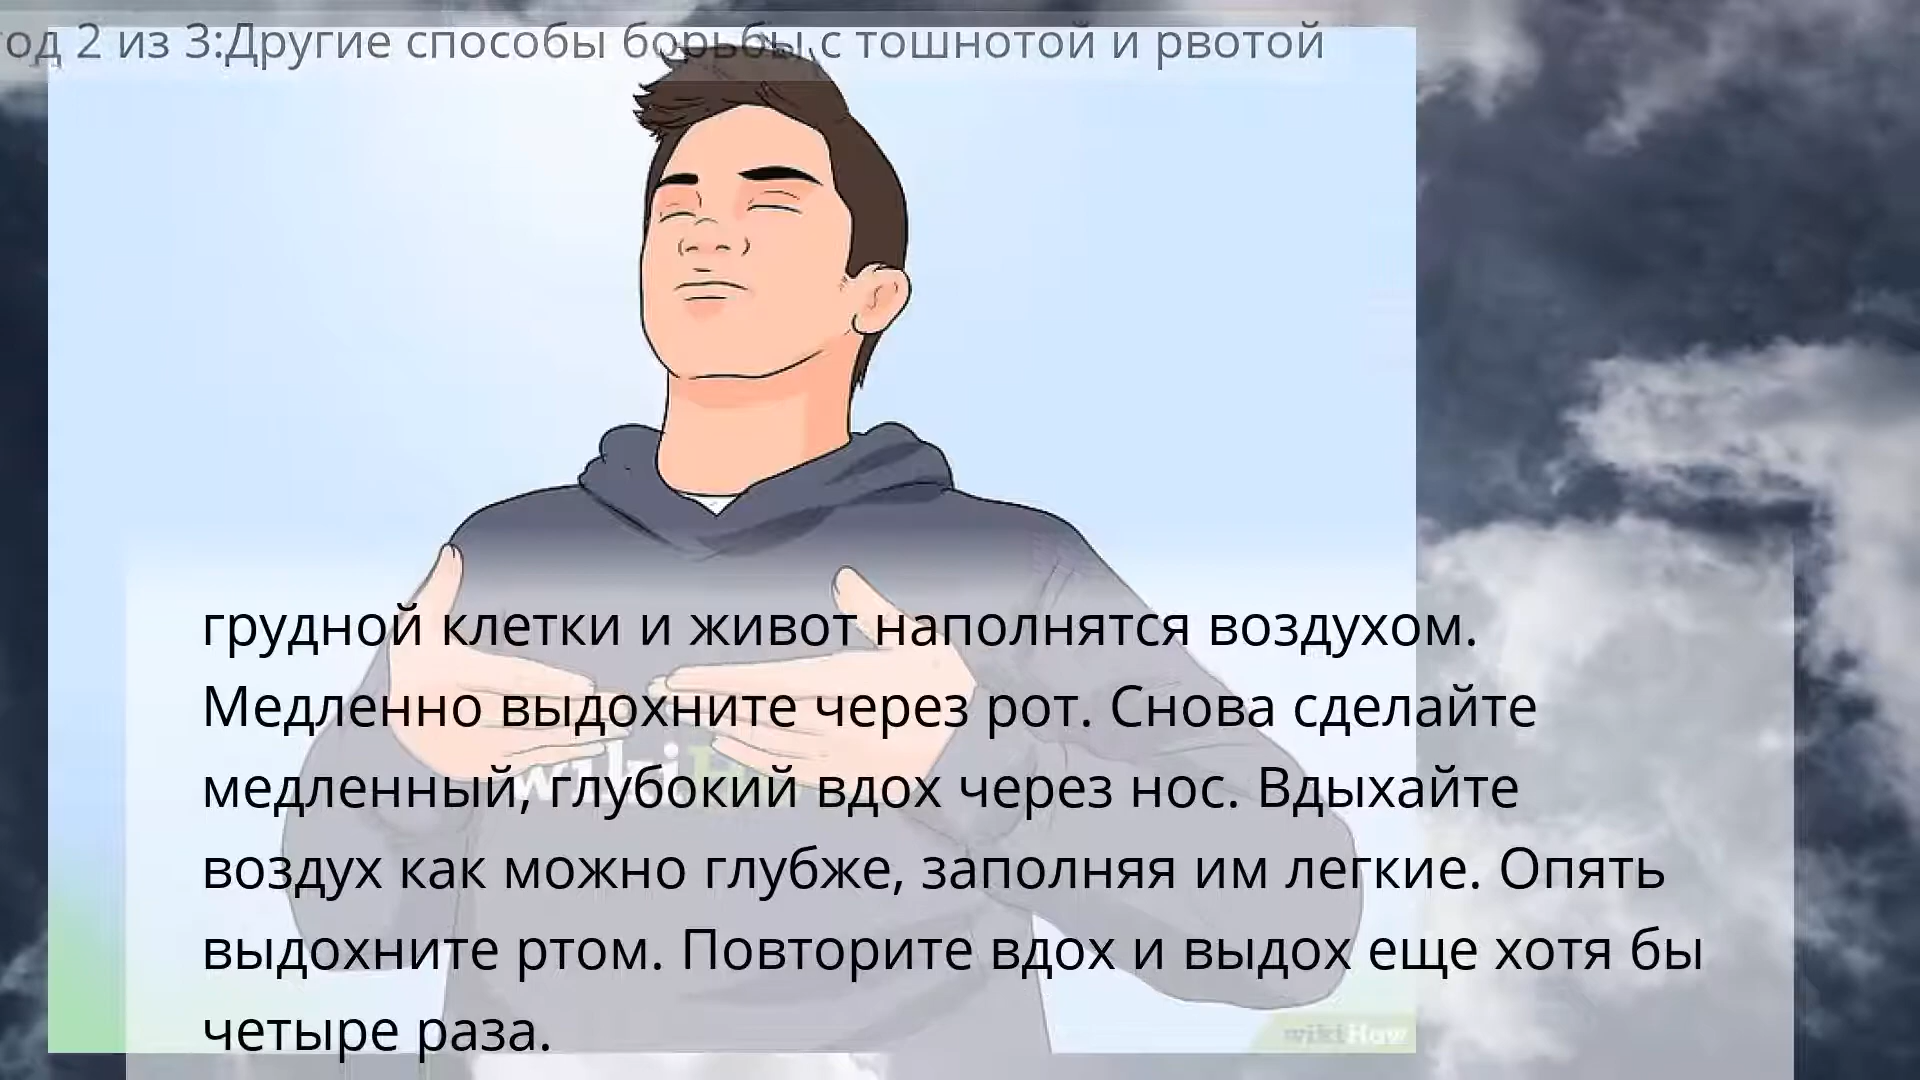 од 2 из 3:Другие способы борьбы с тошнотой и рвотой
грудной клетки и живот наполнятся воздухом.
Медленно выдохните через рот. Снова сделайте
медленный, глубокий вдох через нос. Вдыхайте
воздух как можно глубже, заполняя им легкие. Опять
выдохните ртом. Повторите вдох и выдох еще хотя бы
четыре раза.
wikiHow